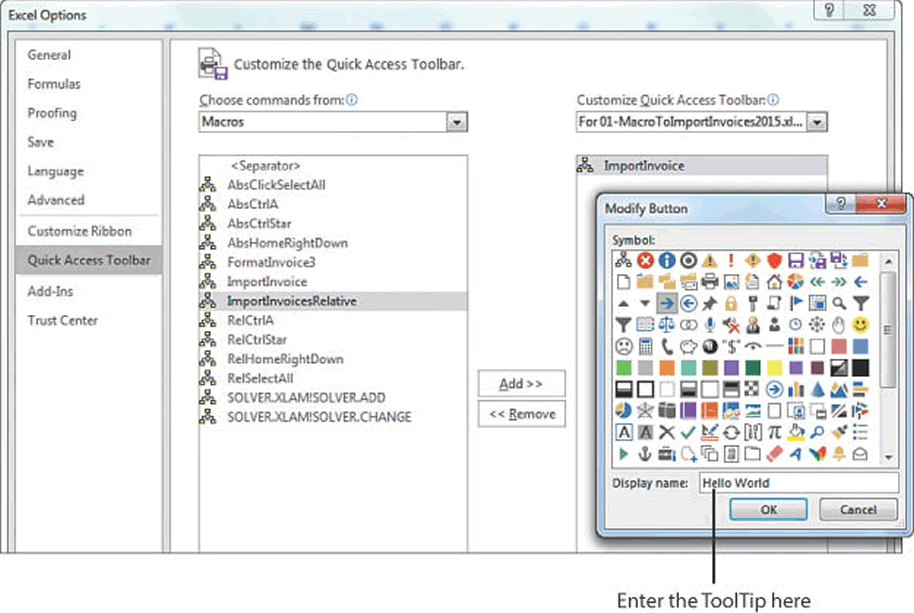 Excel Options
General
Formulas
Proofing
Save
Language
Advanced
Customize Ribbon
Quick Access Toolbar
Add-Ins
Trust Center
Customize the Quick Access Toolbar.
Choose commands from:
Macros
<Separator>
AbsClickSelectAll
AbsCtrlA
AbsCtrlStar
AbsHomeRightDown
FormatInvoice3
ImportInvoice
ImportInvoicesRelative
RelCtrlA
RelCtrlStar
RelHomeRightDown
RelSelectAll
SOLVER.XLAM!SOLVER.ADD
SOLVER.XLAM!SOLVER.CHANGE
Add >>
<< Remove
Customize Quick Access Toolbar:
For 01-MacroToImportInvoices2015.xl...
ImportInvoice
Modify Button
Symbol:
Display name: Hello World
OK Cancel
Enter the ToolTip here